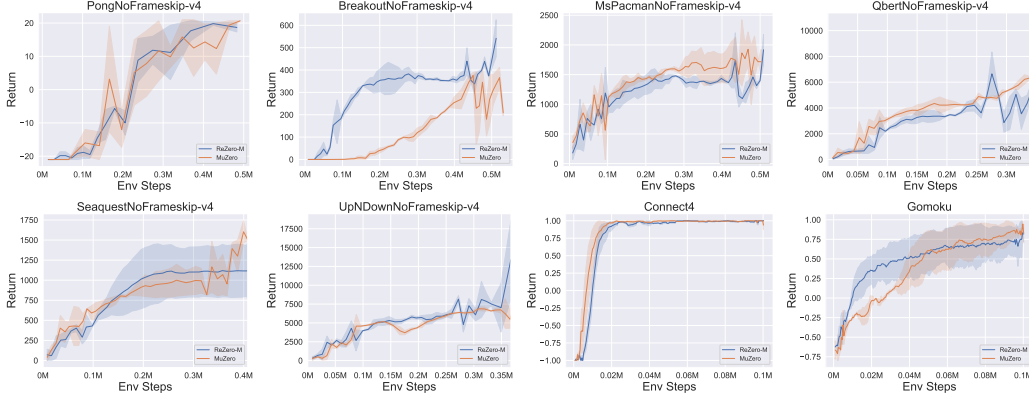 PongNoFrameskip-v4
BreakoutNoFrameskip-v4
MsPacmanNoFrameskip-v4
QbertNoFrameskip-v4
Return
20
10
0
−10
−20
0M 0.1M 0.2M 0.3M 0.4M 0.5M
Env Steps
ReZero-M
MuZero
Return
600
500
400
300
200
100
0
0M 0.1M 0.2M 0.3M 0.4M 0.5M
Env Steps
ReZero-M
MuZero
Return
2500
2000
1500
1000
500
0
0M 0.1M 0.2M 0.3M 0.4M 0.5M
Env Steps
ReZero-M
MuZero
Return
10000
8000
6000
4000
2000
0
0M 0.1M 0.2M 0.3M
Env Steps
ReZero-M
MuZero
SeaquestNoFrameskip-v4
UpNDownNoFrameskip-v4
Connect4
Gomoku
Return
1750
1500
1250
1000
750
500
250
0
0M 0.1M 0.2M 0.3M 0.4M
Env Steps
ReZero-M
MuZero
Return
17500
15000
12500
10000
7500
5000
2500
0
0M 0.05M 0.1M 0.15M 0.2M 0.25M 0.3M 0.35M
Env Steps
ReZero-M
MuZero
Return
1.00
0.75
0.50
0.25
0.00
−0.25
−0.50
−0.75
−1.00
0M 0.02M 0.04M 0.06M 0.08M 0.1M
Env Steps
ReZero-M
MuZero
Return
1.00
0.75
0.50
0.25
0.00
−0.25
−0.50
−0.75
0M 0.02M 0.04M 0.06M 0.08M 0.1M
Env Steps
ReZero-M
MuZero